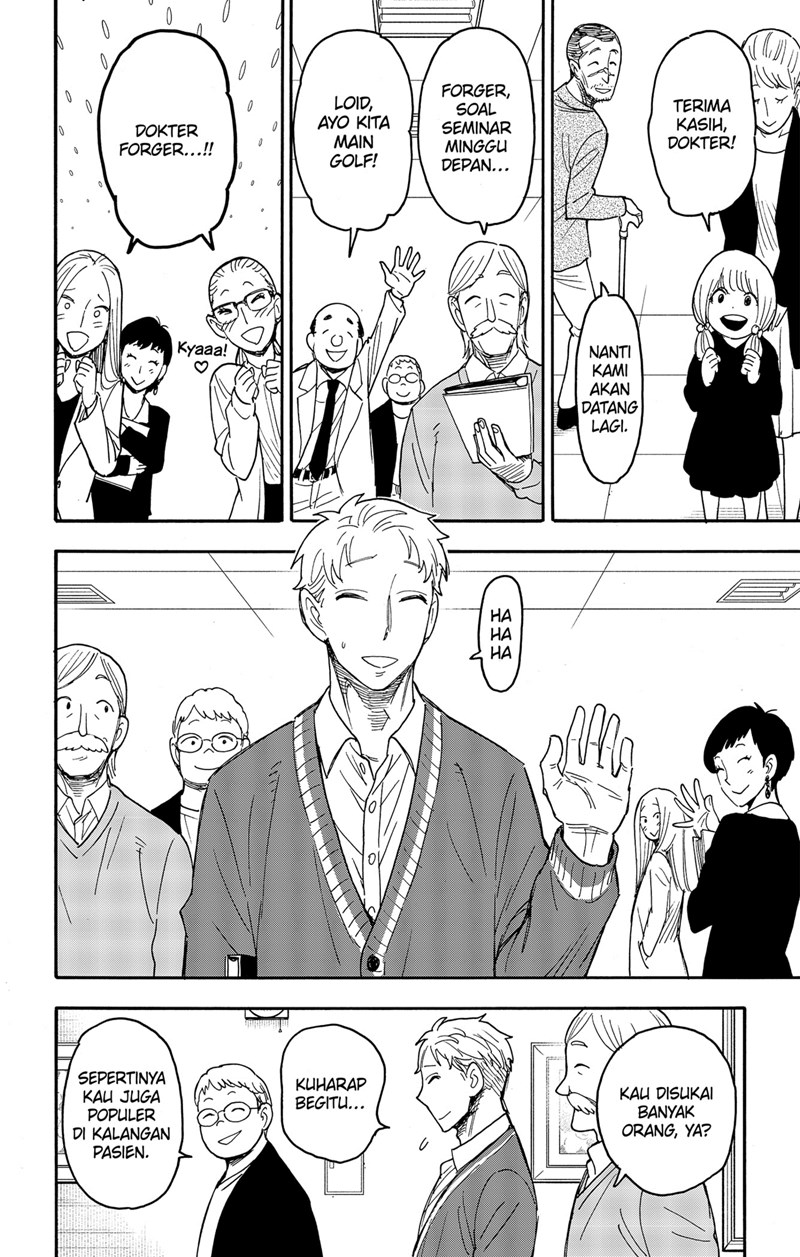 TERIMA
KASIH,
DOKTER!
NANTI
KAMI
AKAN
DATANG
LAGI.
FORGER,
SOAL
SEMINAR
MINGGU
DEPAN...
LOID,
AYO KITA
MAIN
GOLF!
DOKTER
FORGER...!!
Kyaaa!
HA
HA
HA
KAU DISUKAI
BANYAK
ORANG, YA?
KUHARAP
BEGITU...
SEPERTINYA
KAU JUGA
POPULER
DI KALANGAN
PASIEN.